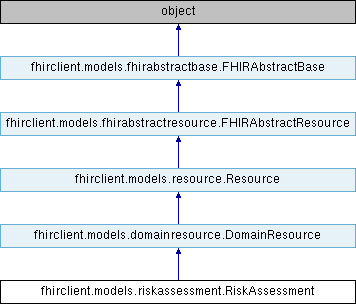 object
fhirclient.models.fhirabstractbase.FHIRAbstractBase
fhirclient.models.fhirabstractresource.FHIRAbstractResource
fhirclient.models.resource.Resource
fhirclient.models.domainresource.DomainResource
fhirclient.models.riskassessment.RiskAssessment